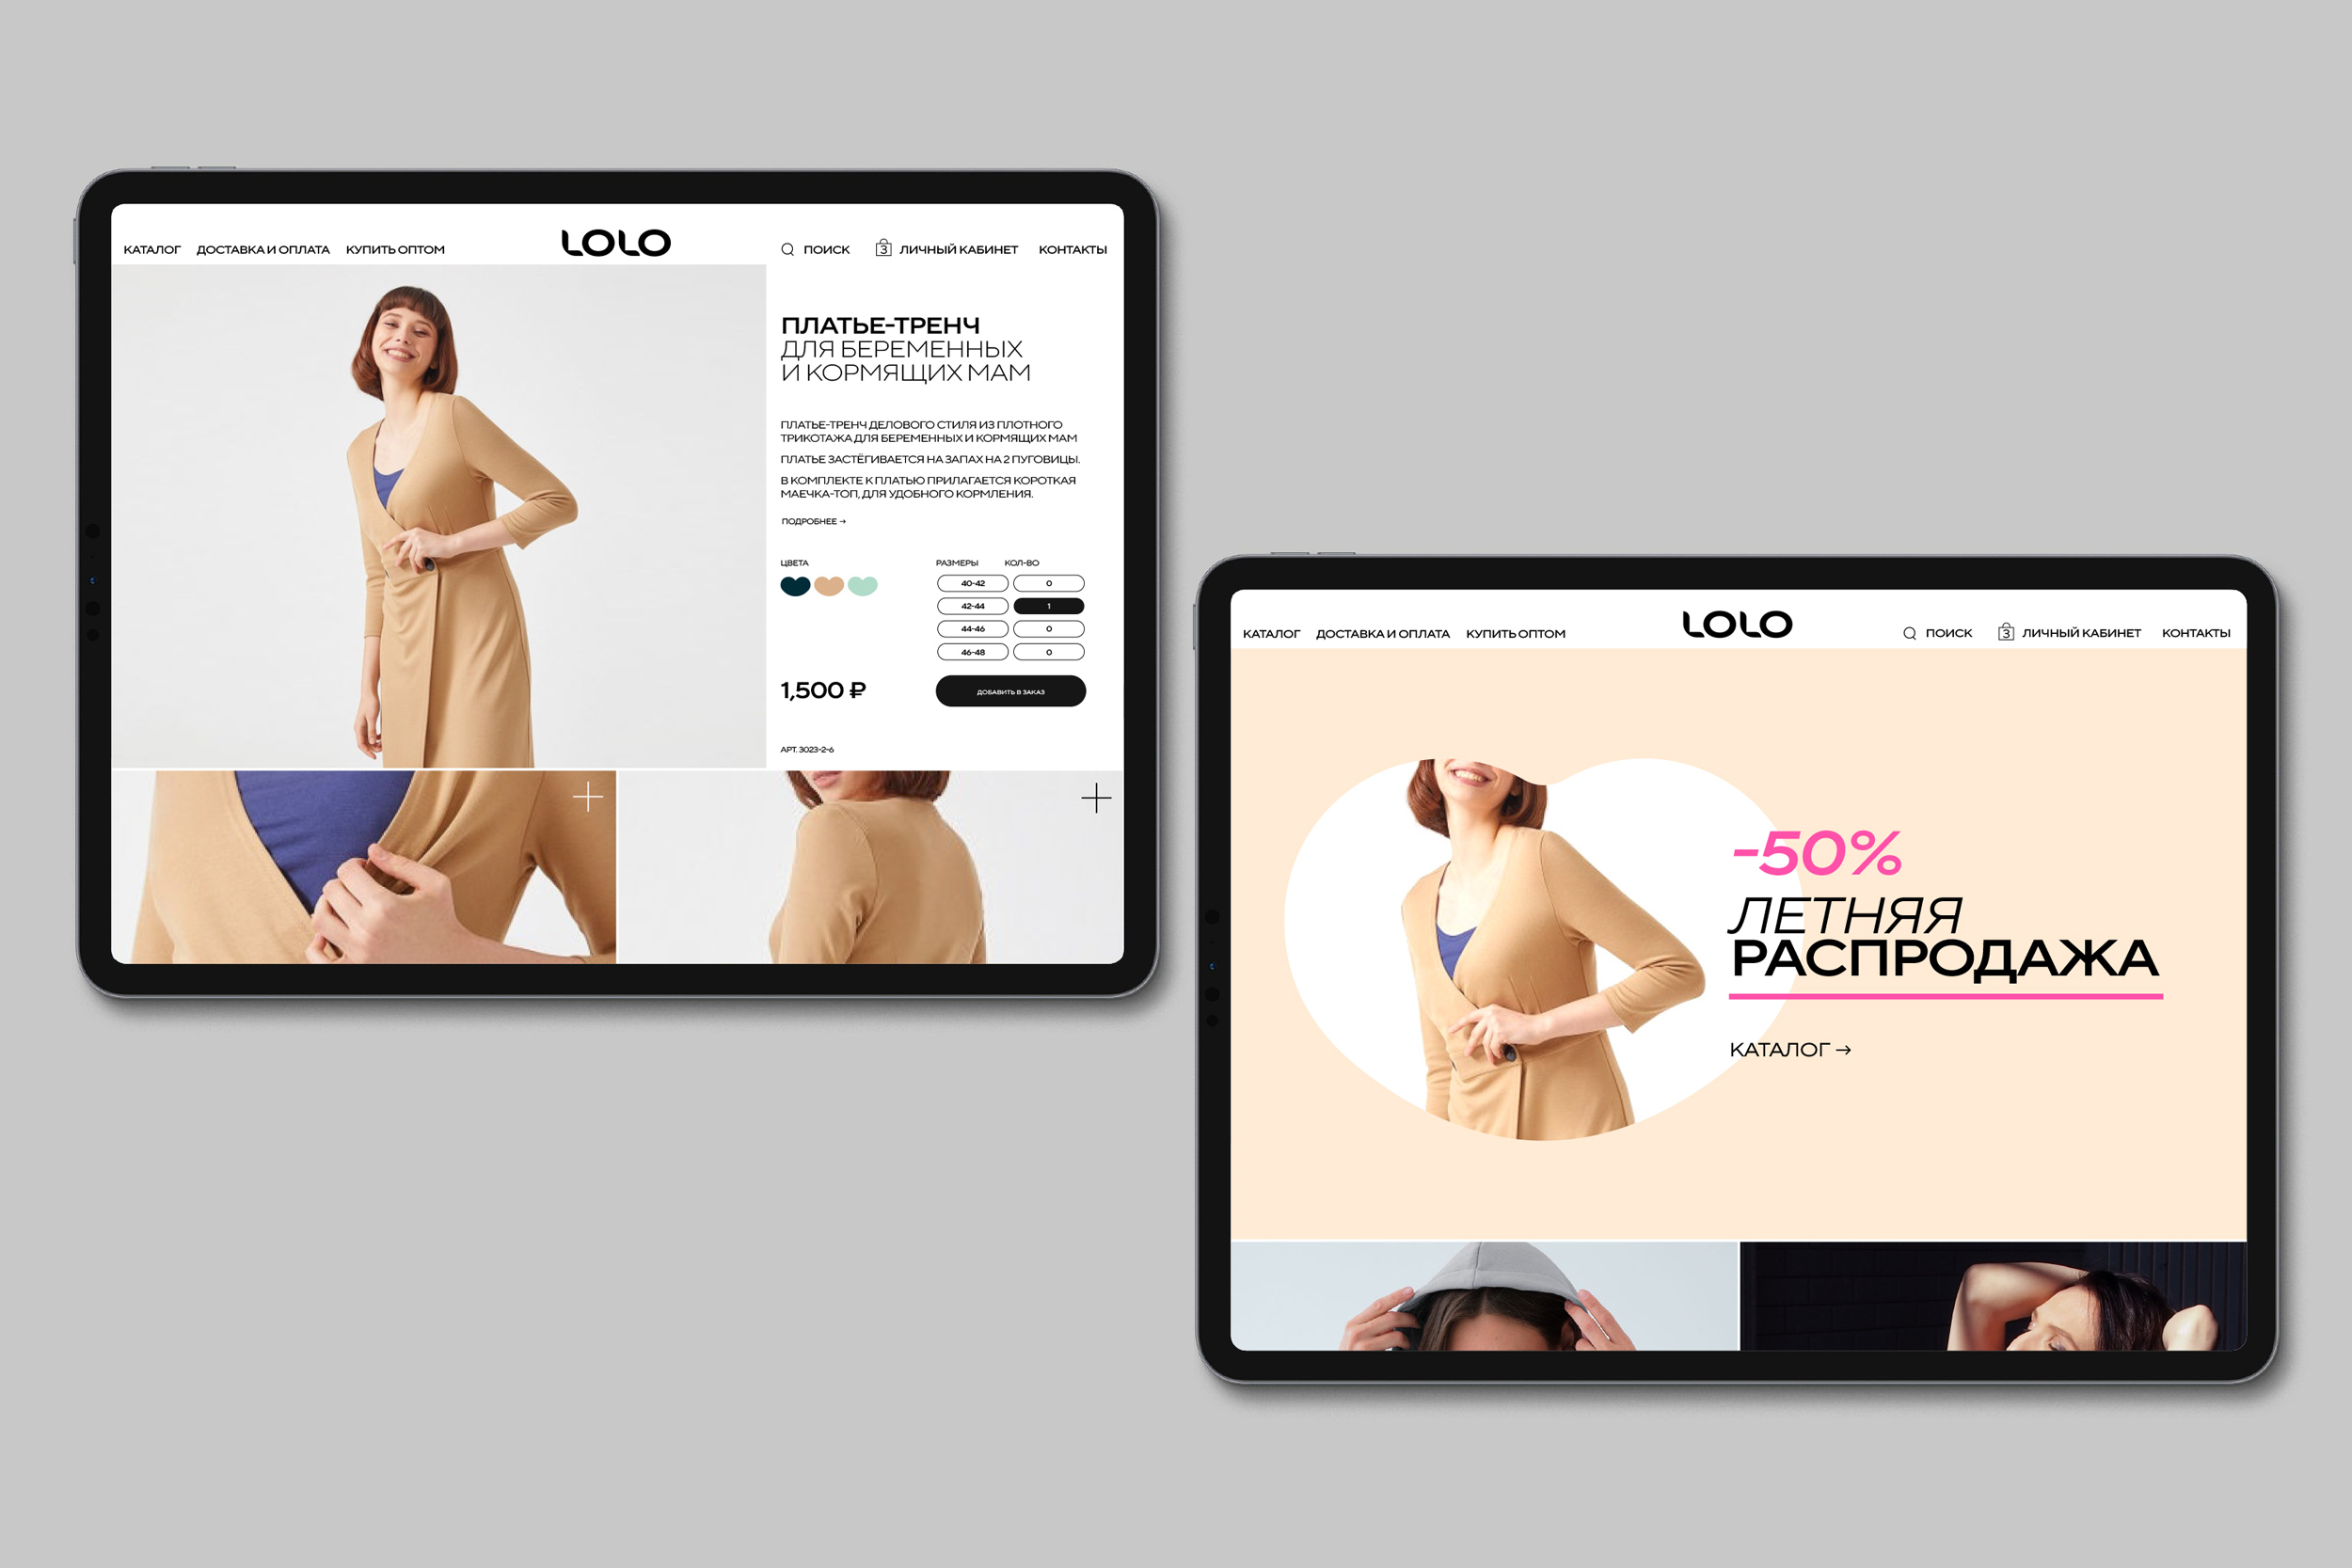 КАТАЛОГ ДОСТАВКА И ОПЛАТА КУПИТЬ ОПТОМ LOLO ПОИСК 3 ЛИЧНЫЙ КАБИНЕТ КОНТАКТЫ
ПЛАТЬЕ-ТРЕНЧ
ДЛЯ БЕРЕМЕННЫХ
И КОРМЯЩИХ МАМ
ПЛАТЬЕ-ТРЕНЧ ДЕЛОВОГО СТИЛЯ ИЗ ПЛОТНОГО
ТРИКОТАЖА ДЛЯ БЕРЕМЕННЫХ И КОРМЯЩИХ МАМ
ПЛАТЬЕ ЗАСТЁГИВАЕТСЯ НА ЗАПАХ НА 2 ПУГОВИЦЫ.
В КОМПЛЕКТЕ К ПЛАТЬЮ ПРИЛАГАЕТСЯ КОРОТКАЯ
МАЕЧКА-ТОП, ДЛЯ УДОБНОГО КОРМЛЕНИЯ.
ПОДРОБНЕЕ →
ЦВЕТА РАЗМЕРЫ КОЛ-ВО
40-42 0
42-44 1
44-46 0
46-48 0
1,500 ₽ ДОБАВИТЬ В ЗАКАЗ
АРТ. 3023-2-6
КАТАЛОГ ДОСТАВКА И ОПЛАТА КУПИТЬ ОПТОМ LOLO ПОИСК 3 ЛИЧНЫЙ КАБИНЕТ КОНТАКТЫ
-50%
ЛЕТНЯЯ
РАСПРОДАЖА
КАТАЛОГ →